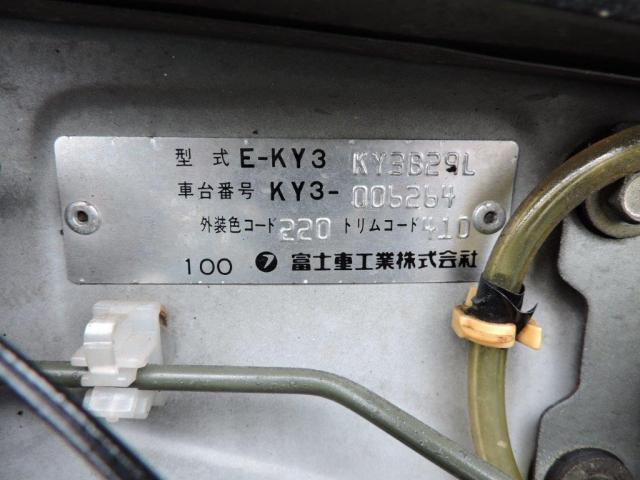 型式 E-KY3 KY3B29L
車台番号 KY3-006264
外装色コード 220 トリムコード 410
100 フ 富士重工業株式会社